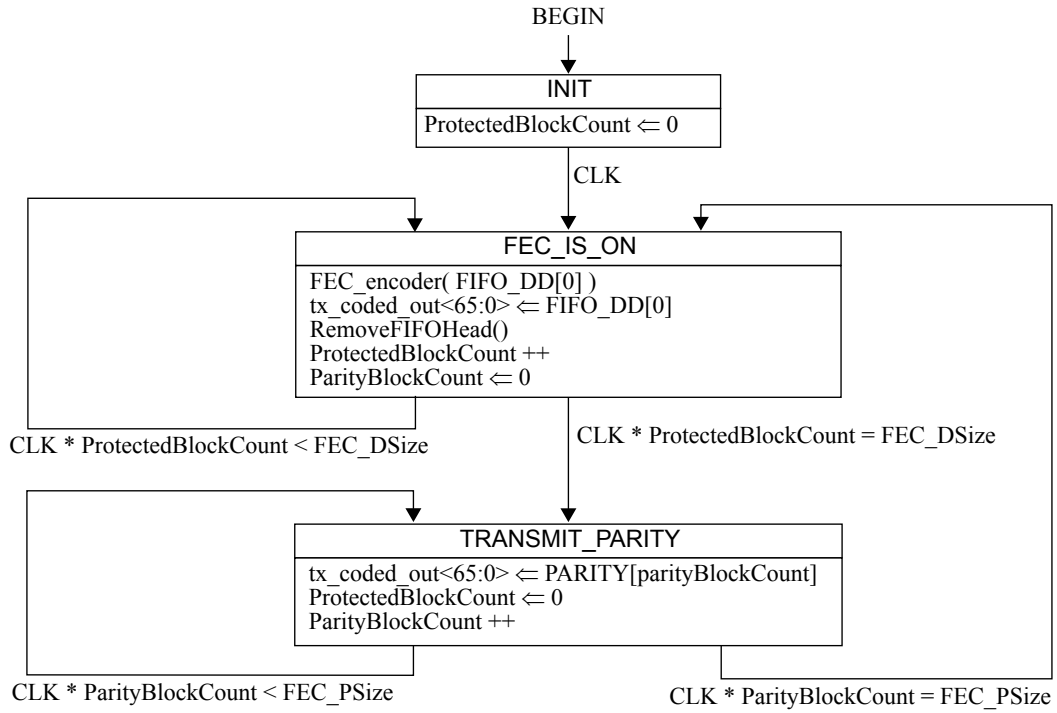 BEGIN
INIT
ProtectedBlockCount ⇐ 0
CLK
FEC_IS_ON
FEC_encoder( FIFO_DD[0] )
tx_coded_out<65:0> ⇐ FIFO_DD[0]
RemoveFIFOHead()
ProtectedBlockCount ++
ParityBlockCount ⇐ 0
CLK * ProtectedBlockCount < FEC_DSize
CLK * ProtectedBlockCount = FEC_DSize
TRANSMIT_PARITY
tx_coded_out<65:0> ⇐ PARITY[parityBlockCount]
ProtectedBlockCount ⇐ 0
ParityBlockCount ++
CLK * ParityBlockCount < FEC_PSize
CLK * ParityBlockCount = FEC_PSize